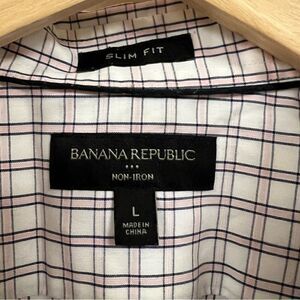 SLIM FIT
BANANA REPUBLIC
NON-IRON
L
MADE IN
CHINA